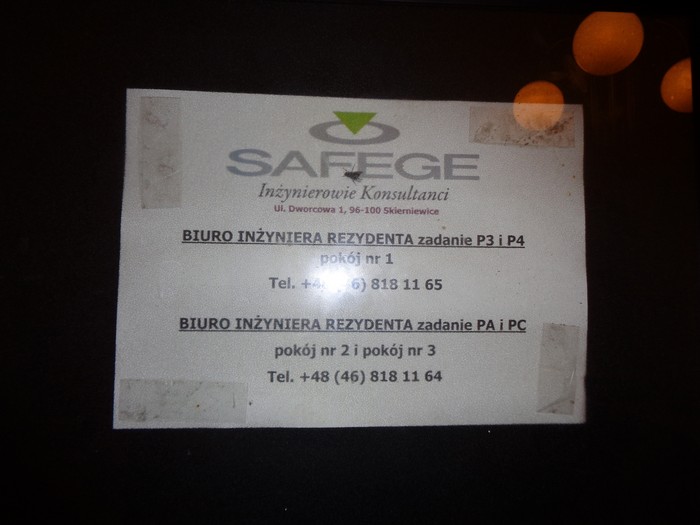 SAFEGE
Inżynierowie Konsultanci
Ul. Dworcowa 1, 96-100 Skierniewice
BIURO INŻYNIERA REZYDENTA zadanie P3 i P4
pokój nr 1
Tel. 818 11 65
BIURO INŻYNIERA REZYDENTA zadanie PA i PC
pokój nr 2 i pokój nr 3
Tel. +48 (46) 818 11 64